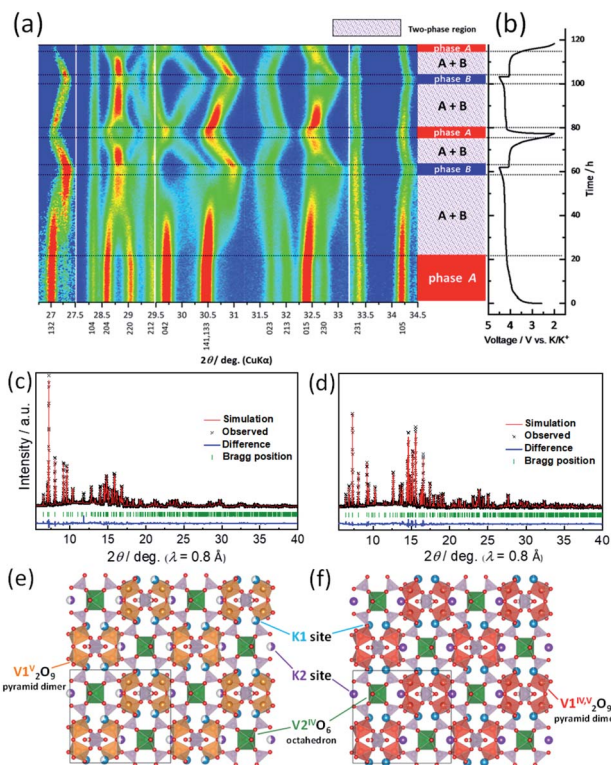 (a)
Two-phase region
(b)
phase A
A + B
phase B
A + B
phase A
A + B
phase B
A + B
phase A
120
100
80
60
40
20
0
Time / h
27 27.5 28.5 29.5 30 30.5 31 31.5 32 32.5 33 33.5 34 34.5
132 104 204 220 212 042 141,133 023 213 015 230 231 105
2θ / deg. (CuKα)
5 4 3 2
Voltage / V vs. K/K⁺
(c)
Intensity / a.u.
Simulation
Observed
Difference
Bragg position
10 15 20 25 30 35 40
2θ / deg. (λ = 0.8 Å)
(d)
Simulation
Observed
Difference
Bragg position
10 15 20 25 30 35 40
2θ / deg. (λ = 0.8 Å)
(e)
(f)
K1 site
K2 site
V1ⱽ₂O₉
pyramid dimer
V2ᴵⱽO₆
octahedron
V1ᴵⱽ,ⱽ₂O₉
pyramid dime